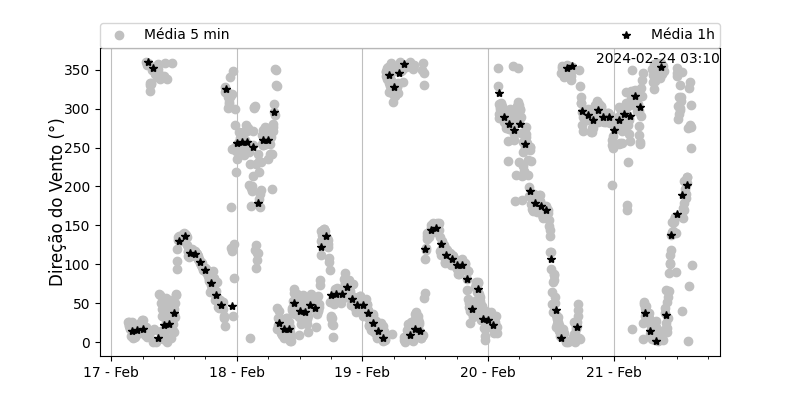 Média 5 min
Média 1h
2024-02-24 03:10
Direção do Vento (°)
350
300
250
200
150
100
50
0
17 - Feb
18 - Feb
19 - Feb
20 - Feb
21 - Feb